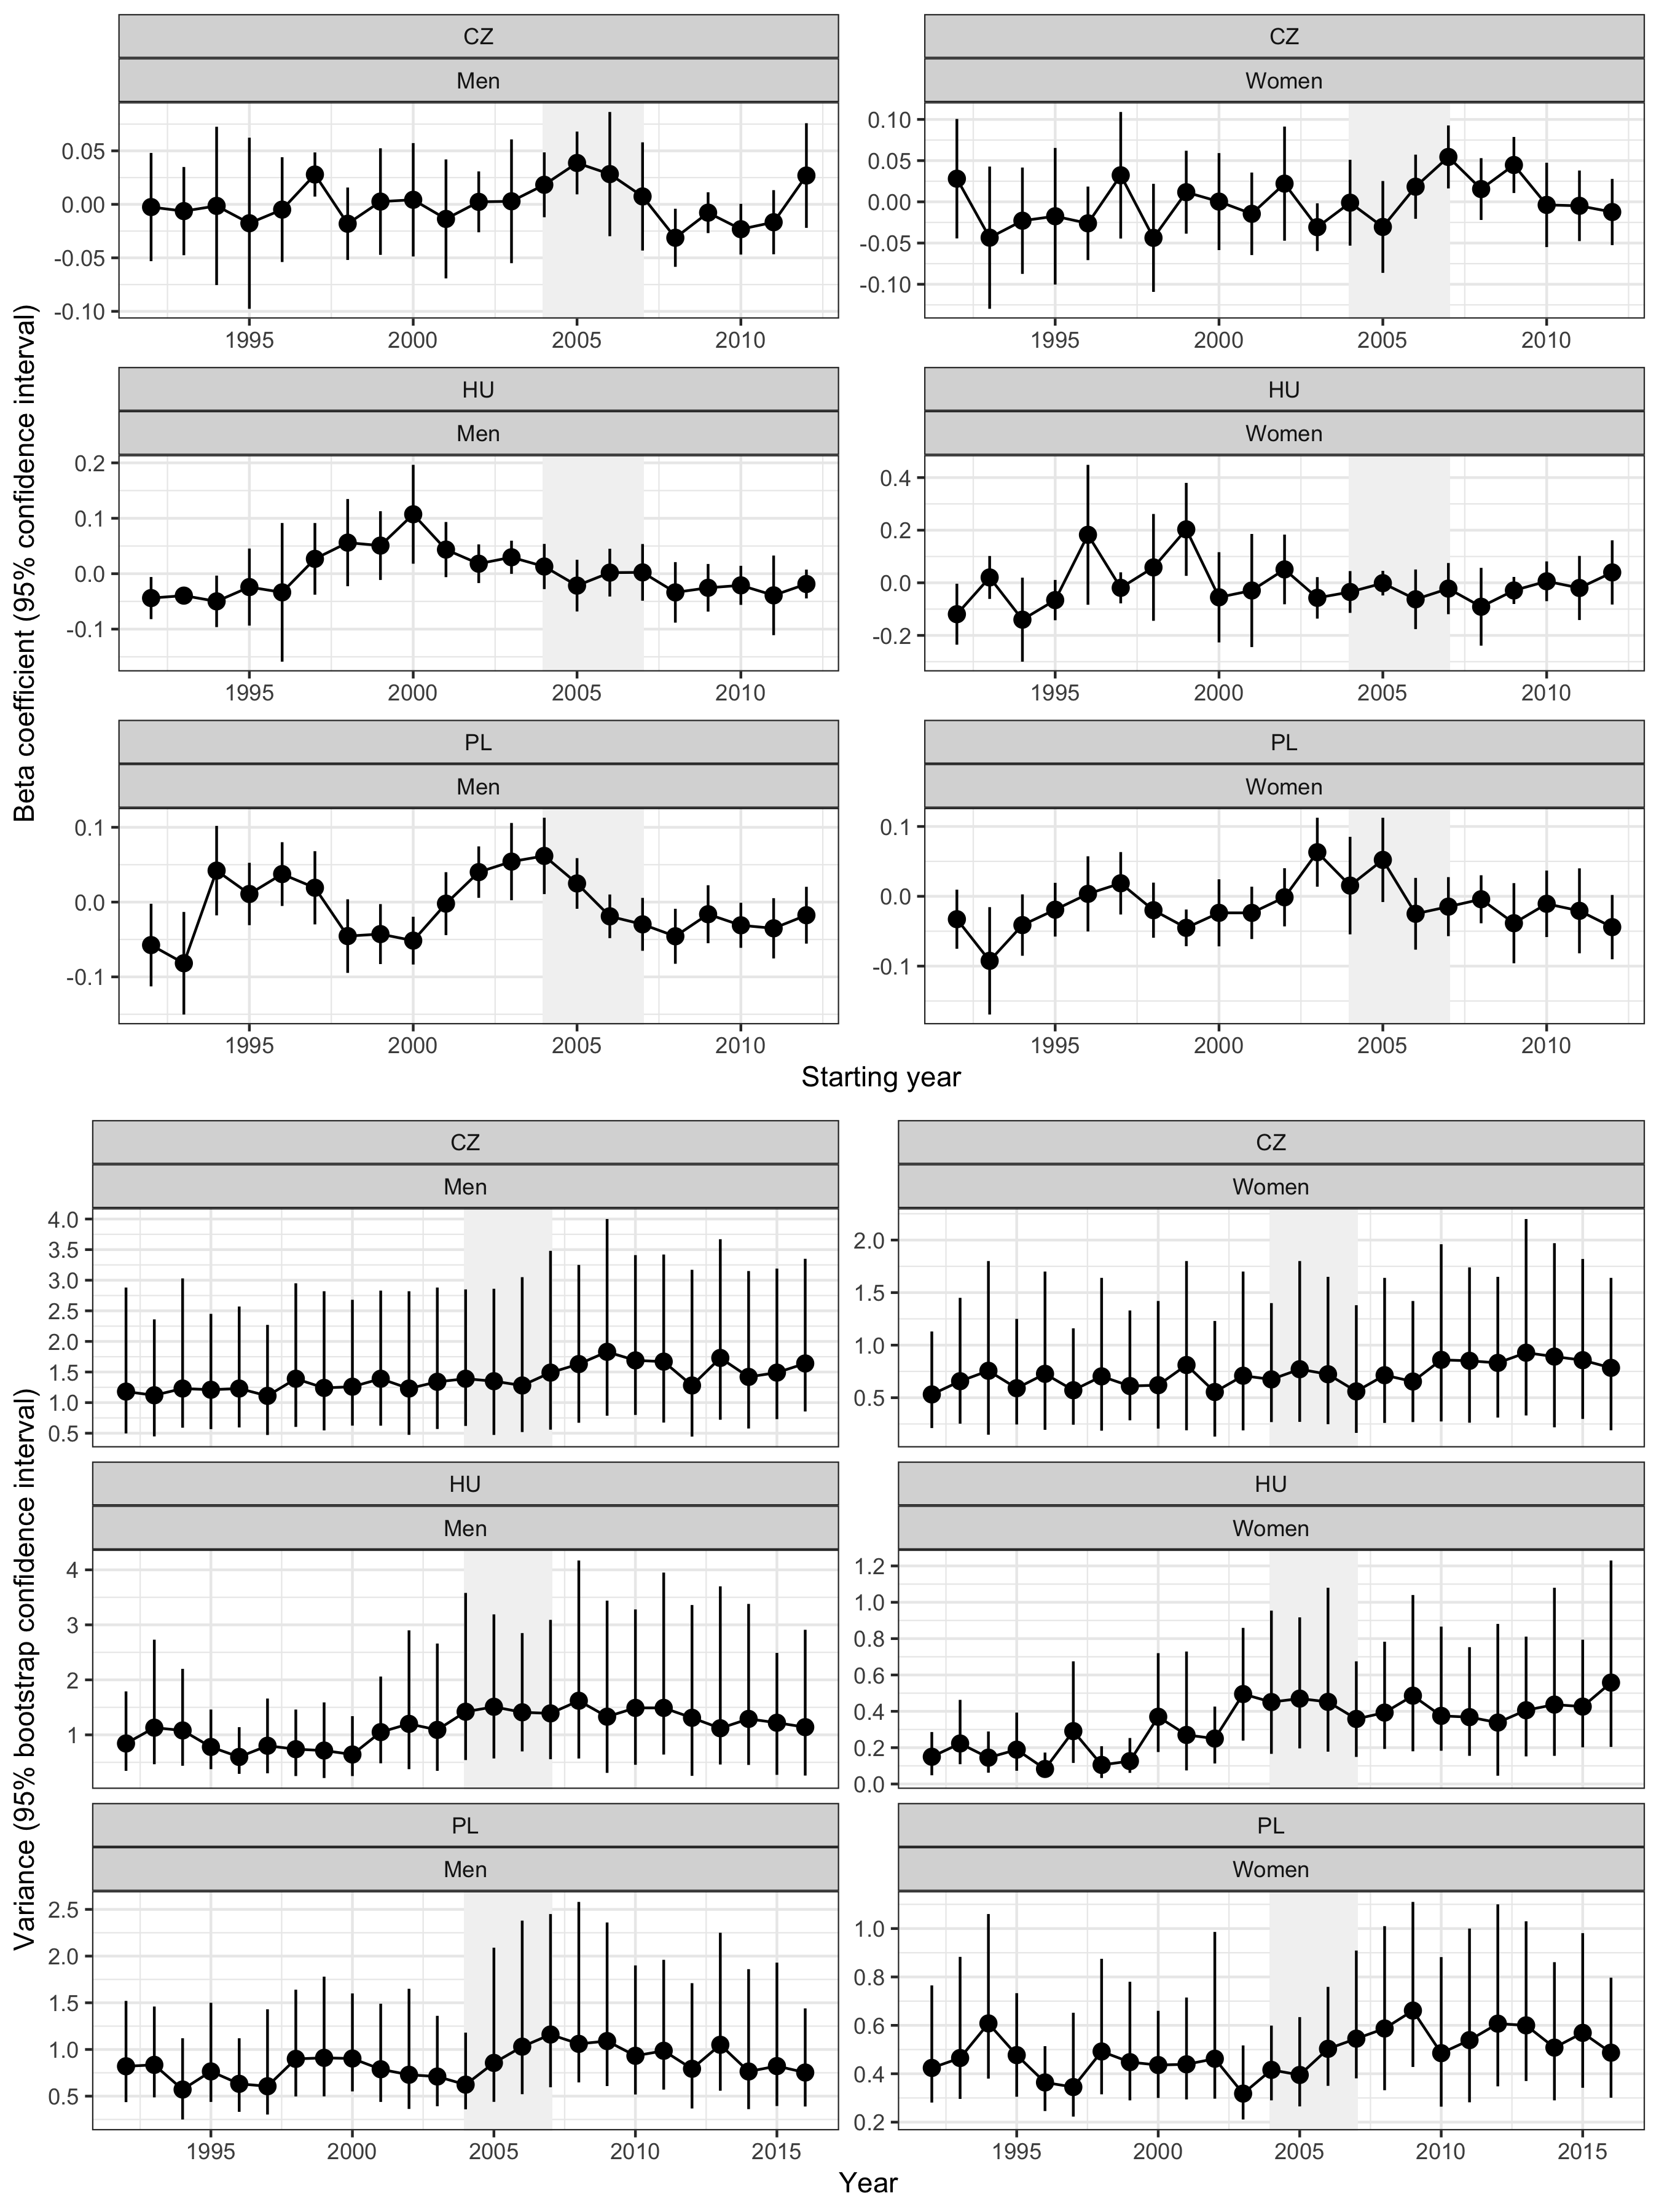 CZ
CZ
Men
Women
0.05
0.00
-0.05
-0.10
0.10
0.05
0.00
-0.05
-0.10
1995 2000 2005 2010
1995 2000 2005 2010
HU
HU
Men
Women
0.2
0.1
0.0
-0.1
0.4
0.2
0.0
-0.2
1995 2000 2005 2010
1995 2000 2005 2010
PL
PL
Men
Women
0.1
0.0
-0.1
0.1
0.0
-0.1
1995 2000 2005 2010
1995 2000 2005 2010
Beta coefficient (95% confidence interval)
Starting year
CZ
CZ
Men
Women
4.0
3.5
3.0
2.5
2.0
1.5
1.0
0.5
2.0
1.5
1.0
0.5
HU
HU
Men
Women
4
3
2
1
1.2
1.0
0.8
0.6
0.4
0.2
0.0
PL
PL
Men
Women
2.5
2.0
1.5
1.0
0.5
1.0
0.8
0.6
0.4
0.2
1995 2000 2005 2010 2015
1995 2000 2005 2010 2015
Variance (95% bootstrap confidence interval)
Year